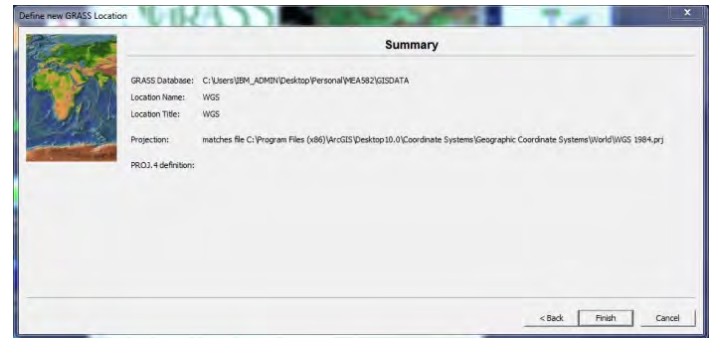 Define new GRASS Location
Summary
GRASS Database: C:\Users\IBM_ADMIN\Desktop\Personal\MEA582\GISDATA
Location Name: WGS
Location Title: WGS
Projection: matches file C:\Program Files (x86)\ArcGIS\Desktop10.0\Coordinate Systems\Geographic Coordinate Systems\World\WGS 1984.prj
PROJ.4 definition:
< Back Finish Cancel